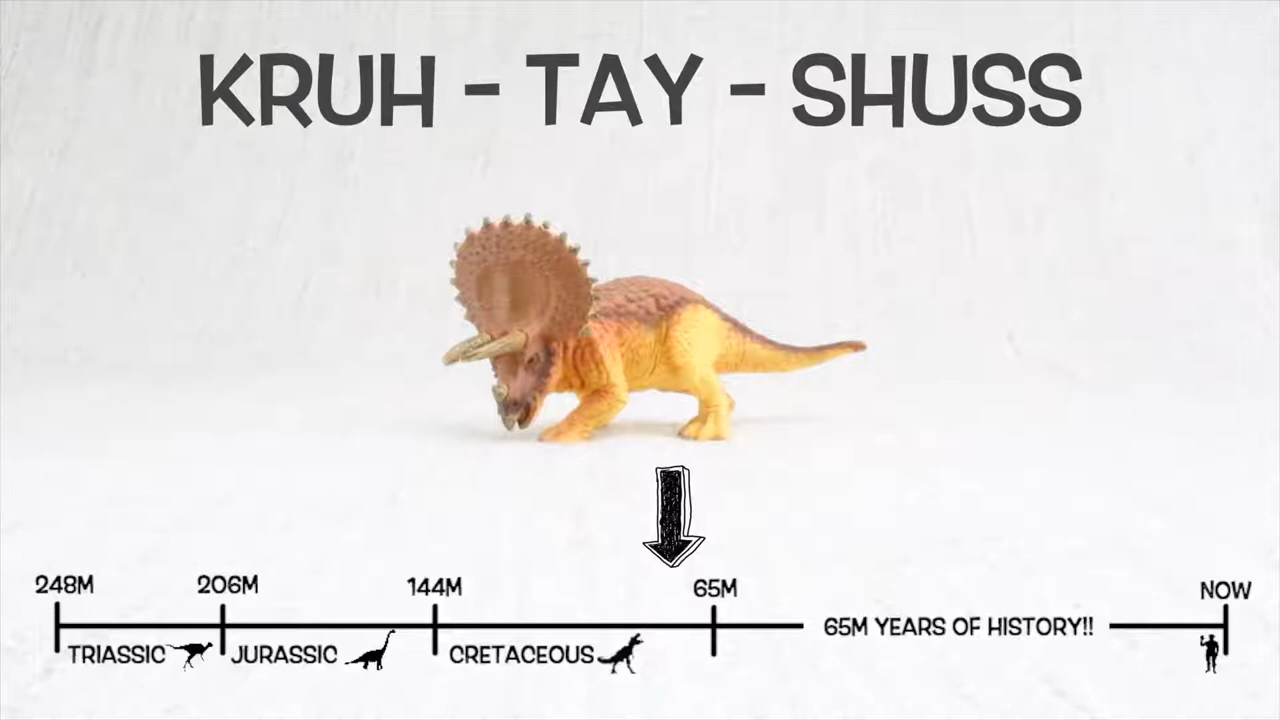 KRUH - TAY - SHUSS
248M 206M 144M 65M NOW
65M YEARS OF HISTORY!!
TRIASSIC JURASSIC CRETACEOUS